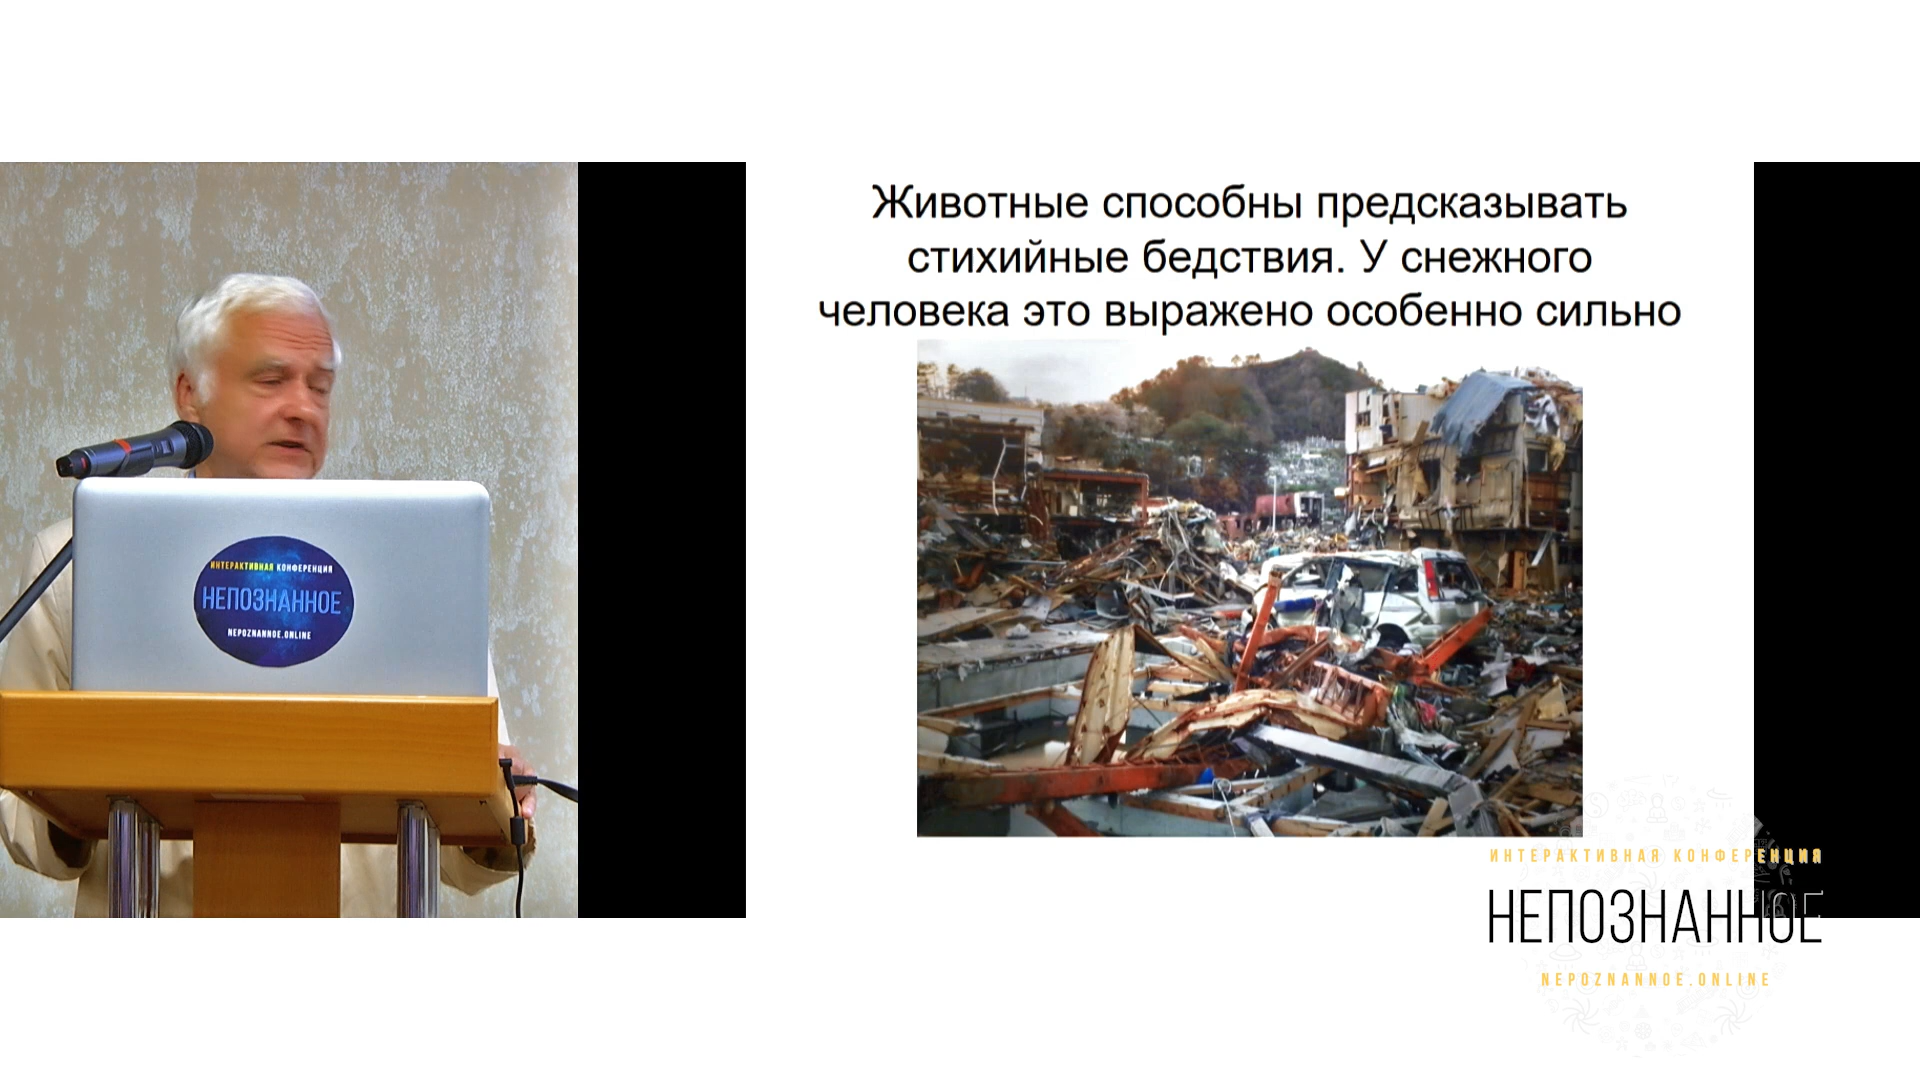 Животные способны предсказывать
стихийные бедствия. У снежного
человека это выражено особенно сильно
ИНТЕРАКТИВНАЯ КОНФЕРЕНЦИЯ
НЕПОЗНАННОЕ
NEPOZNANNOE.ONLINE
ИНТЕРАКТИВНАЯ КОНФЕРЕНЦИЯ
НЕПОЗНАННОЕ
NEPOZNANNOE.ONLINE